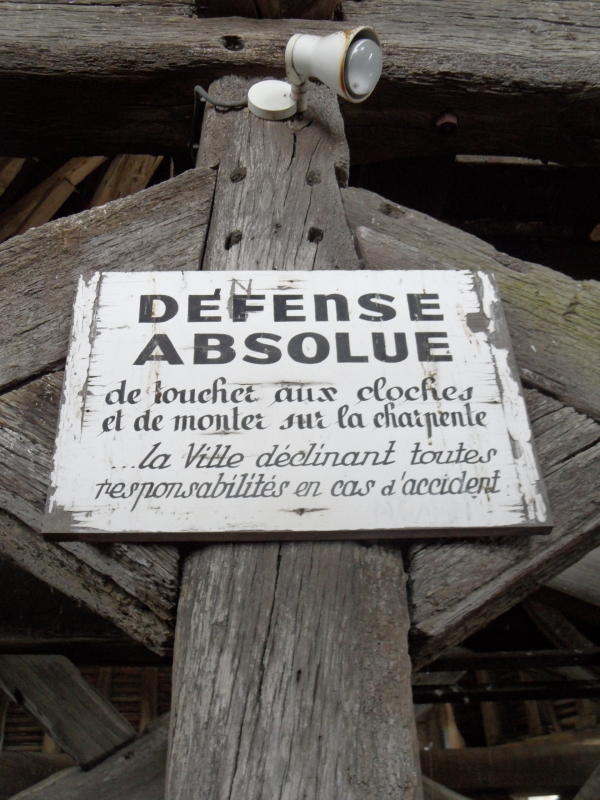 DÉFENSE
ABSOLUE
de toucher aux cloches
et de monter sur la charpente
...la Ville déclinant toutes
responsabilités en cas d'accident